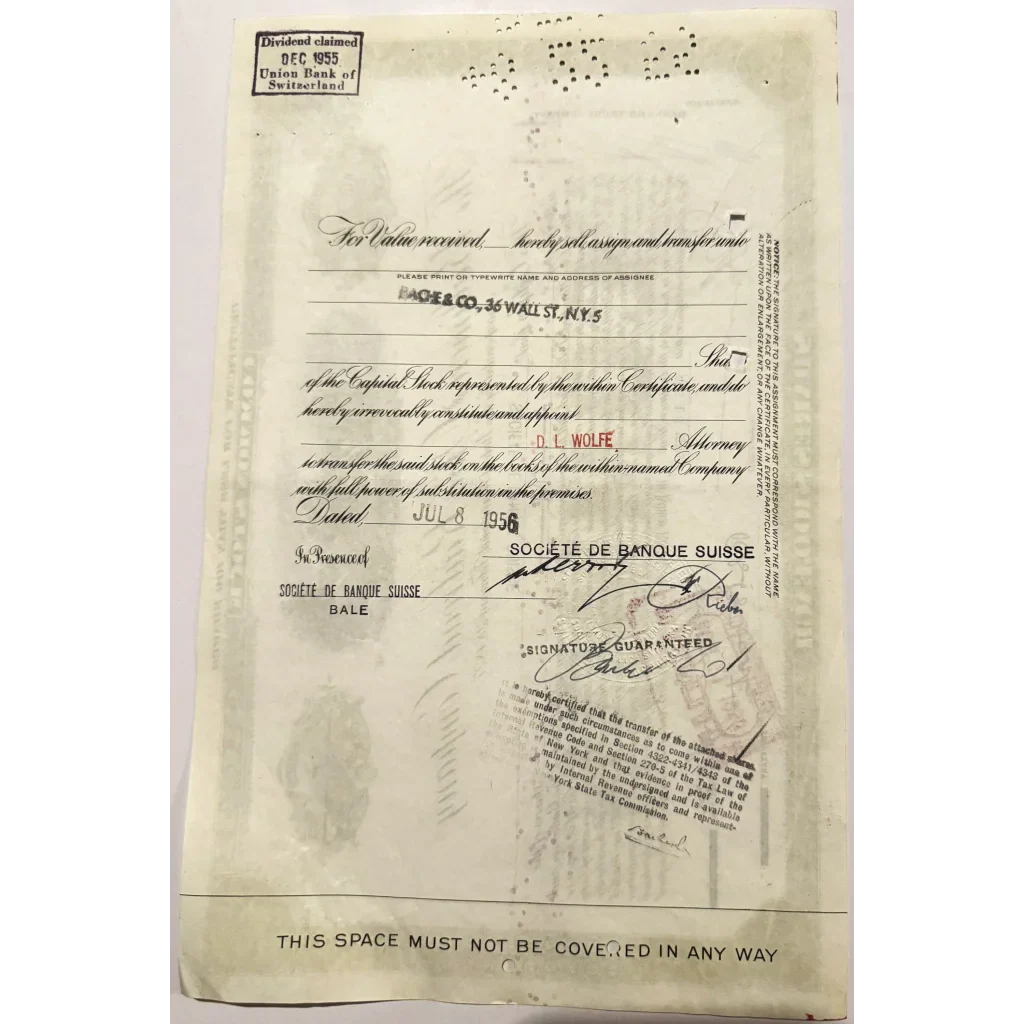 Dividend claimed
DEC 1955
Union Bank of
Switzerland
For Value received, hereby sell, assign and transfer unto
PLEASE PRINT OR TYPEWRITE NAME AND ADDRESS OF ASSIGNEE
BACHE & CO., 36 WALL ST., N.Y. 5
Sha
of the Capital Stock represented by the within Certificate, and do
hereby irrevocably constitute and appoint
D. L. WOLFE Attorney
to transfer the said stock on the books of the within-named Company
with full power of substitution in the premises.
Dated, JUL 8 1956
In Presence of
SOCIÉTÉ DE BANQUE SUISSE
SOCIÉTÉ DE BANQUE SUISSE
BALE
SIGNATURE GUARANTEED
is hereby certified that the transfer of the attached shares
is made under such circumstances as to come within one of
the exemptions specified in Section 4322-4341/4343 of the
Internal Revenue Code and Section 270-5 of the Tax Law of
the State of New York and that evidence in proof of the
maintained by the undersigned and is available
by Internal Revenue officers and represent-
York State Tax Commission.
NOTICE: THE SIGNATURE TO THIS ASSIGNMENT MUST CORRESPOND WITH THE NAME
AS WRITTEN UPON THE FACE OF THE CERTIFICATE, IN EVERY PARTICULAR, WITHOUT
ALTERATION OR ENLARGEMENT, OR ANY CHANGE WHATEVER.
THIS SPACE MUST NOT BE COVERED IN ANY WAY